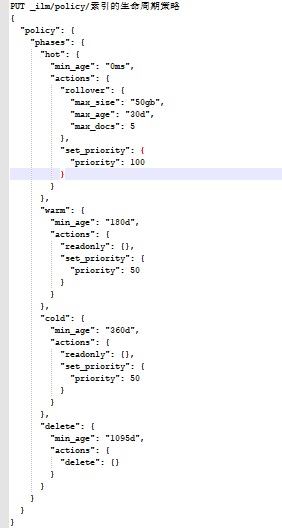 PUT _ilm/policy/索引的生命周期策略
{
  "policy": {
    "phases": {
      "hot": {
        "min_age": "0ms",
        "actions": {
          "rollover": {
            "max_size": "50gb",
            "max_age": "30d",
            "max_docs": 5
          },
          "set_priority": {
            "priority": 100
          }
        }
      },
      "warm": {
        "min_age": "180d",
        "actions": {
          "readonly": {},
          "set_priority": {
            "priority": 50
          }
        }
      },
      "cold": {
        "min_age": "360d",
        "actions": {
          "readonly": {},
          "set_priority": {
            "priority": 50
          }
        }
      },
      "delete": {
        "min_age": "1095d",
        "actions": {
          "delete": {}
        }
      }
    }
  }
}